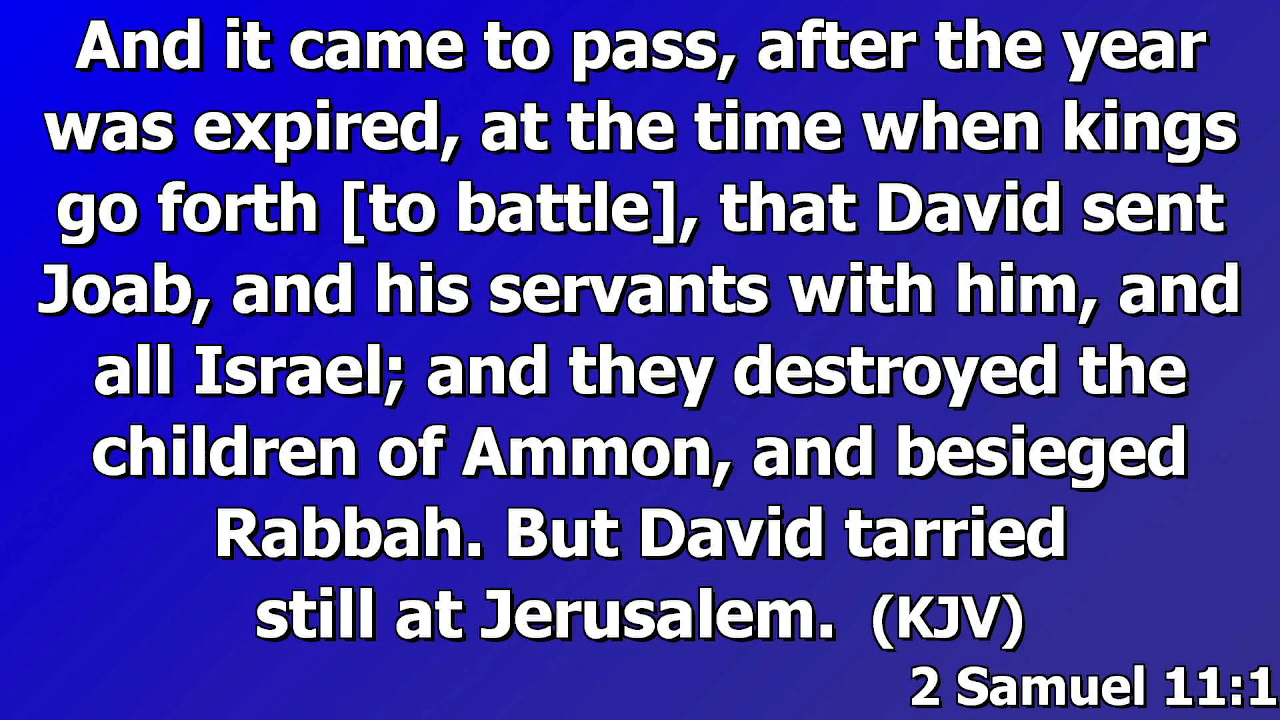 And it came to pass, after the year
was expired, at the time when kings
go forth [to battle], that David sent
Joab, and his servants with him, and
all Israel; and they destroyed the
children of Ammon, and besieged
Rabbah. But David tarried
still at Jerusalem. (KJV)
2 Samuel 11:1